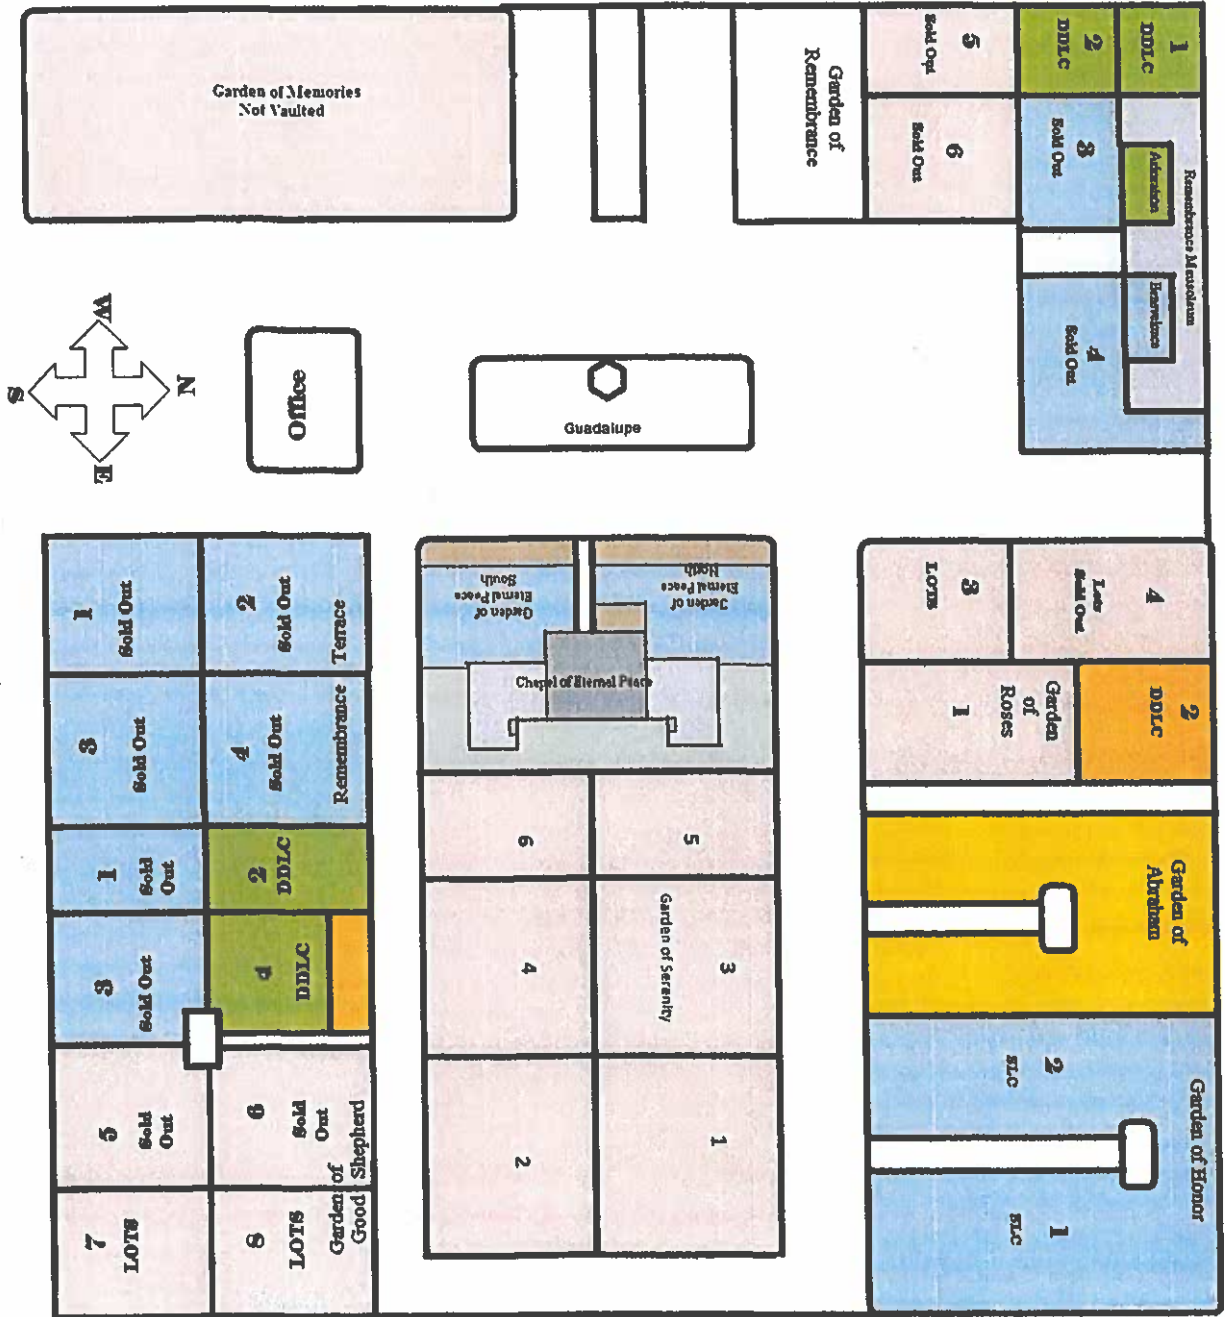 Garden of Memories
Not Vaulted
Garden of
Remembrance
5
Sold Out
6
Sold Out
2
DDLC
1
DDLC
3
Sold Out
4
Sold Out
Remembrance Mausoleum
W
N
S
E
Office
Guadalupe
1
Sold Out
2
Sold Out
Terrace
3
Sold Out
4
Sold Out
Remembrance
1
Sold
Out
2
DDLC
3
Sold Out
4
DDLC
5
Sold
Out
6
Sold
Out
7
LOTS
8
LOTS
Garden of
Good Shepherd
Garden of
Eternal Peace
South
Garden of
Eternal Peace
North
Chapel of Eternal Peace
6
5
4
3
Garden of Serenity
2
1
3
LOTS
4
Lots
Sold Out
Garden
of
Roses
1
2
DDLC
Garden of
Abraham
Garden of Honor
2
SLC
1
SLC